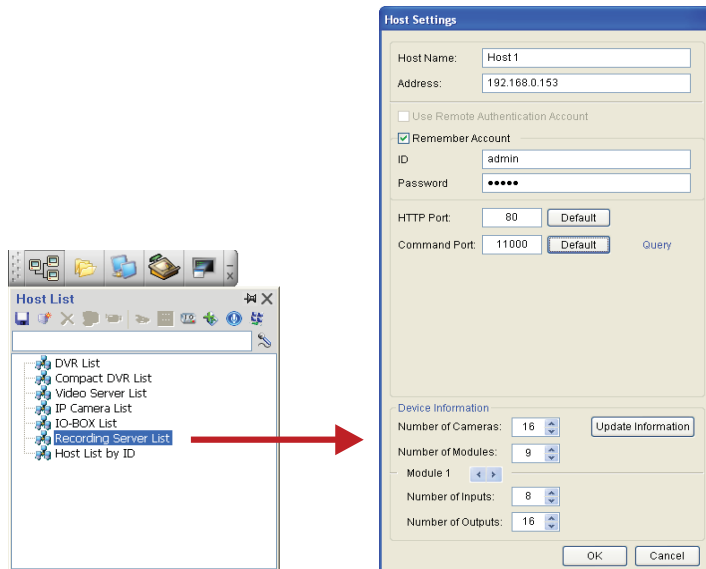 Host List
DVR List
Compact DVR List
Video Server List
IP Camera List
IO-BOX List
Recording Server List
Host List by ID
Host Settings
Host Name: Host 1
Address: 192.168.0.153
Use Remote Authentication Account
Remember Account
ID admin
Password •••••
HTTP Port: 80 Default
Command Port: 11000 Default Query
Device Information
Number of Cameras: 16 Update Information
Number of Modules: 9
Module 1
Number of Inputs: 8
Number of Outputs: 16
OK Cancel